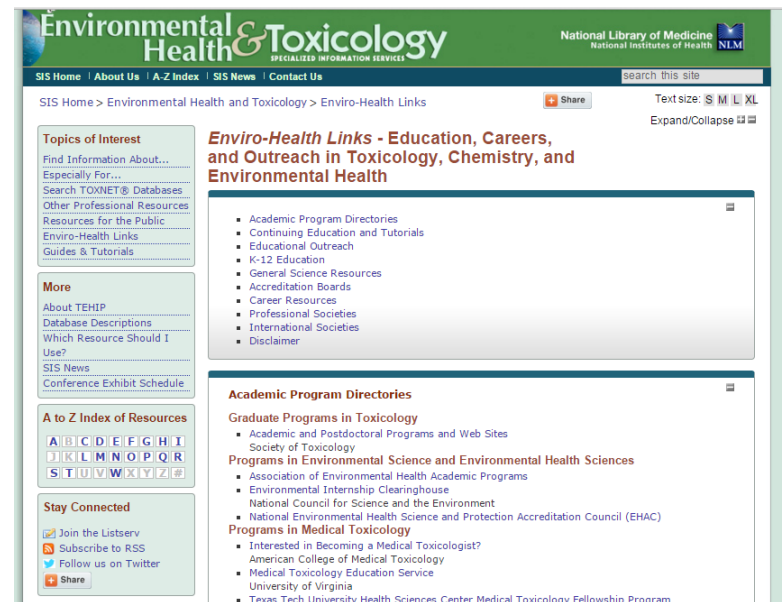 Environmental
Health & Toxicology
SPECIALIZED INFORMATION SERVICES
National Library of Medicine
National Institutes of Health NLM
SIS Home | About Us | A-Z Index | SIS News | Contact Us
search this site
SIS Home > Environmental Health and Toxicology > Enviro-Health Links
Share
Text size: S M L XL
Expand/Collapse
Topics of Interest
Find Information About...
Especially For...
Search TOXNET® Databases
Other Professional Resources
Resources for the Public
Enviro-Health Links
Guides & Tutorials
More
About TEHIP
Database Descriptions
Which Resource Should I
Use?
SIS News
Conference Exhibit Schedule
A to Z Index of Resources
A B C D E F G H I
J K L M N O P Q R
S T U V W X Y Z #
Stay Connected
Join the Listserv
Subscribe to RSS
Follow us on Twitter
Share
Enviro-Health Links - Education, Careers,
and Outreach in Toxicology, Chemistry, and
Environmental Health
Academic Program Directories
Continuing Education and Tutorials
Educational Outreach
K-12 Education
General Science Resources
Accreditation Boards
Career Resources
Professional Societies
International Societies
Disclaimer
Academic Program Directories
Graduate Programs in Toxicology
Academic and Postdoctoral Programs and Web Sites
Society of Toxicology
Programs in Environmental Science and Environmental Health Sciences
Association of Environmental Health Academic Programs
Environmental Internship Clearinghouse
National Council for Science and the Environment
National Environmental Health Science and Protection Accreditation Council (EHAC)
Programs in Medical Toxicology
Interested in Becoming a Medical Toxicologist?
American College of Medical Toxicology
Medical Toxicology Education Service
University of Virginia
Texas Tech University Health Sciences Center Medical Toxicology Fellowship Program